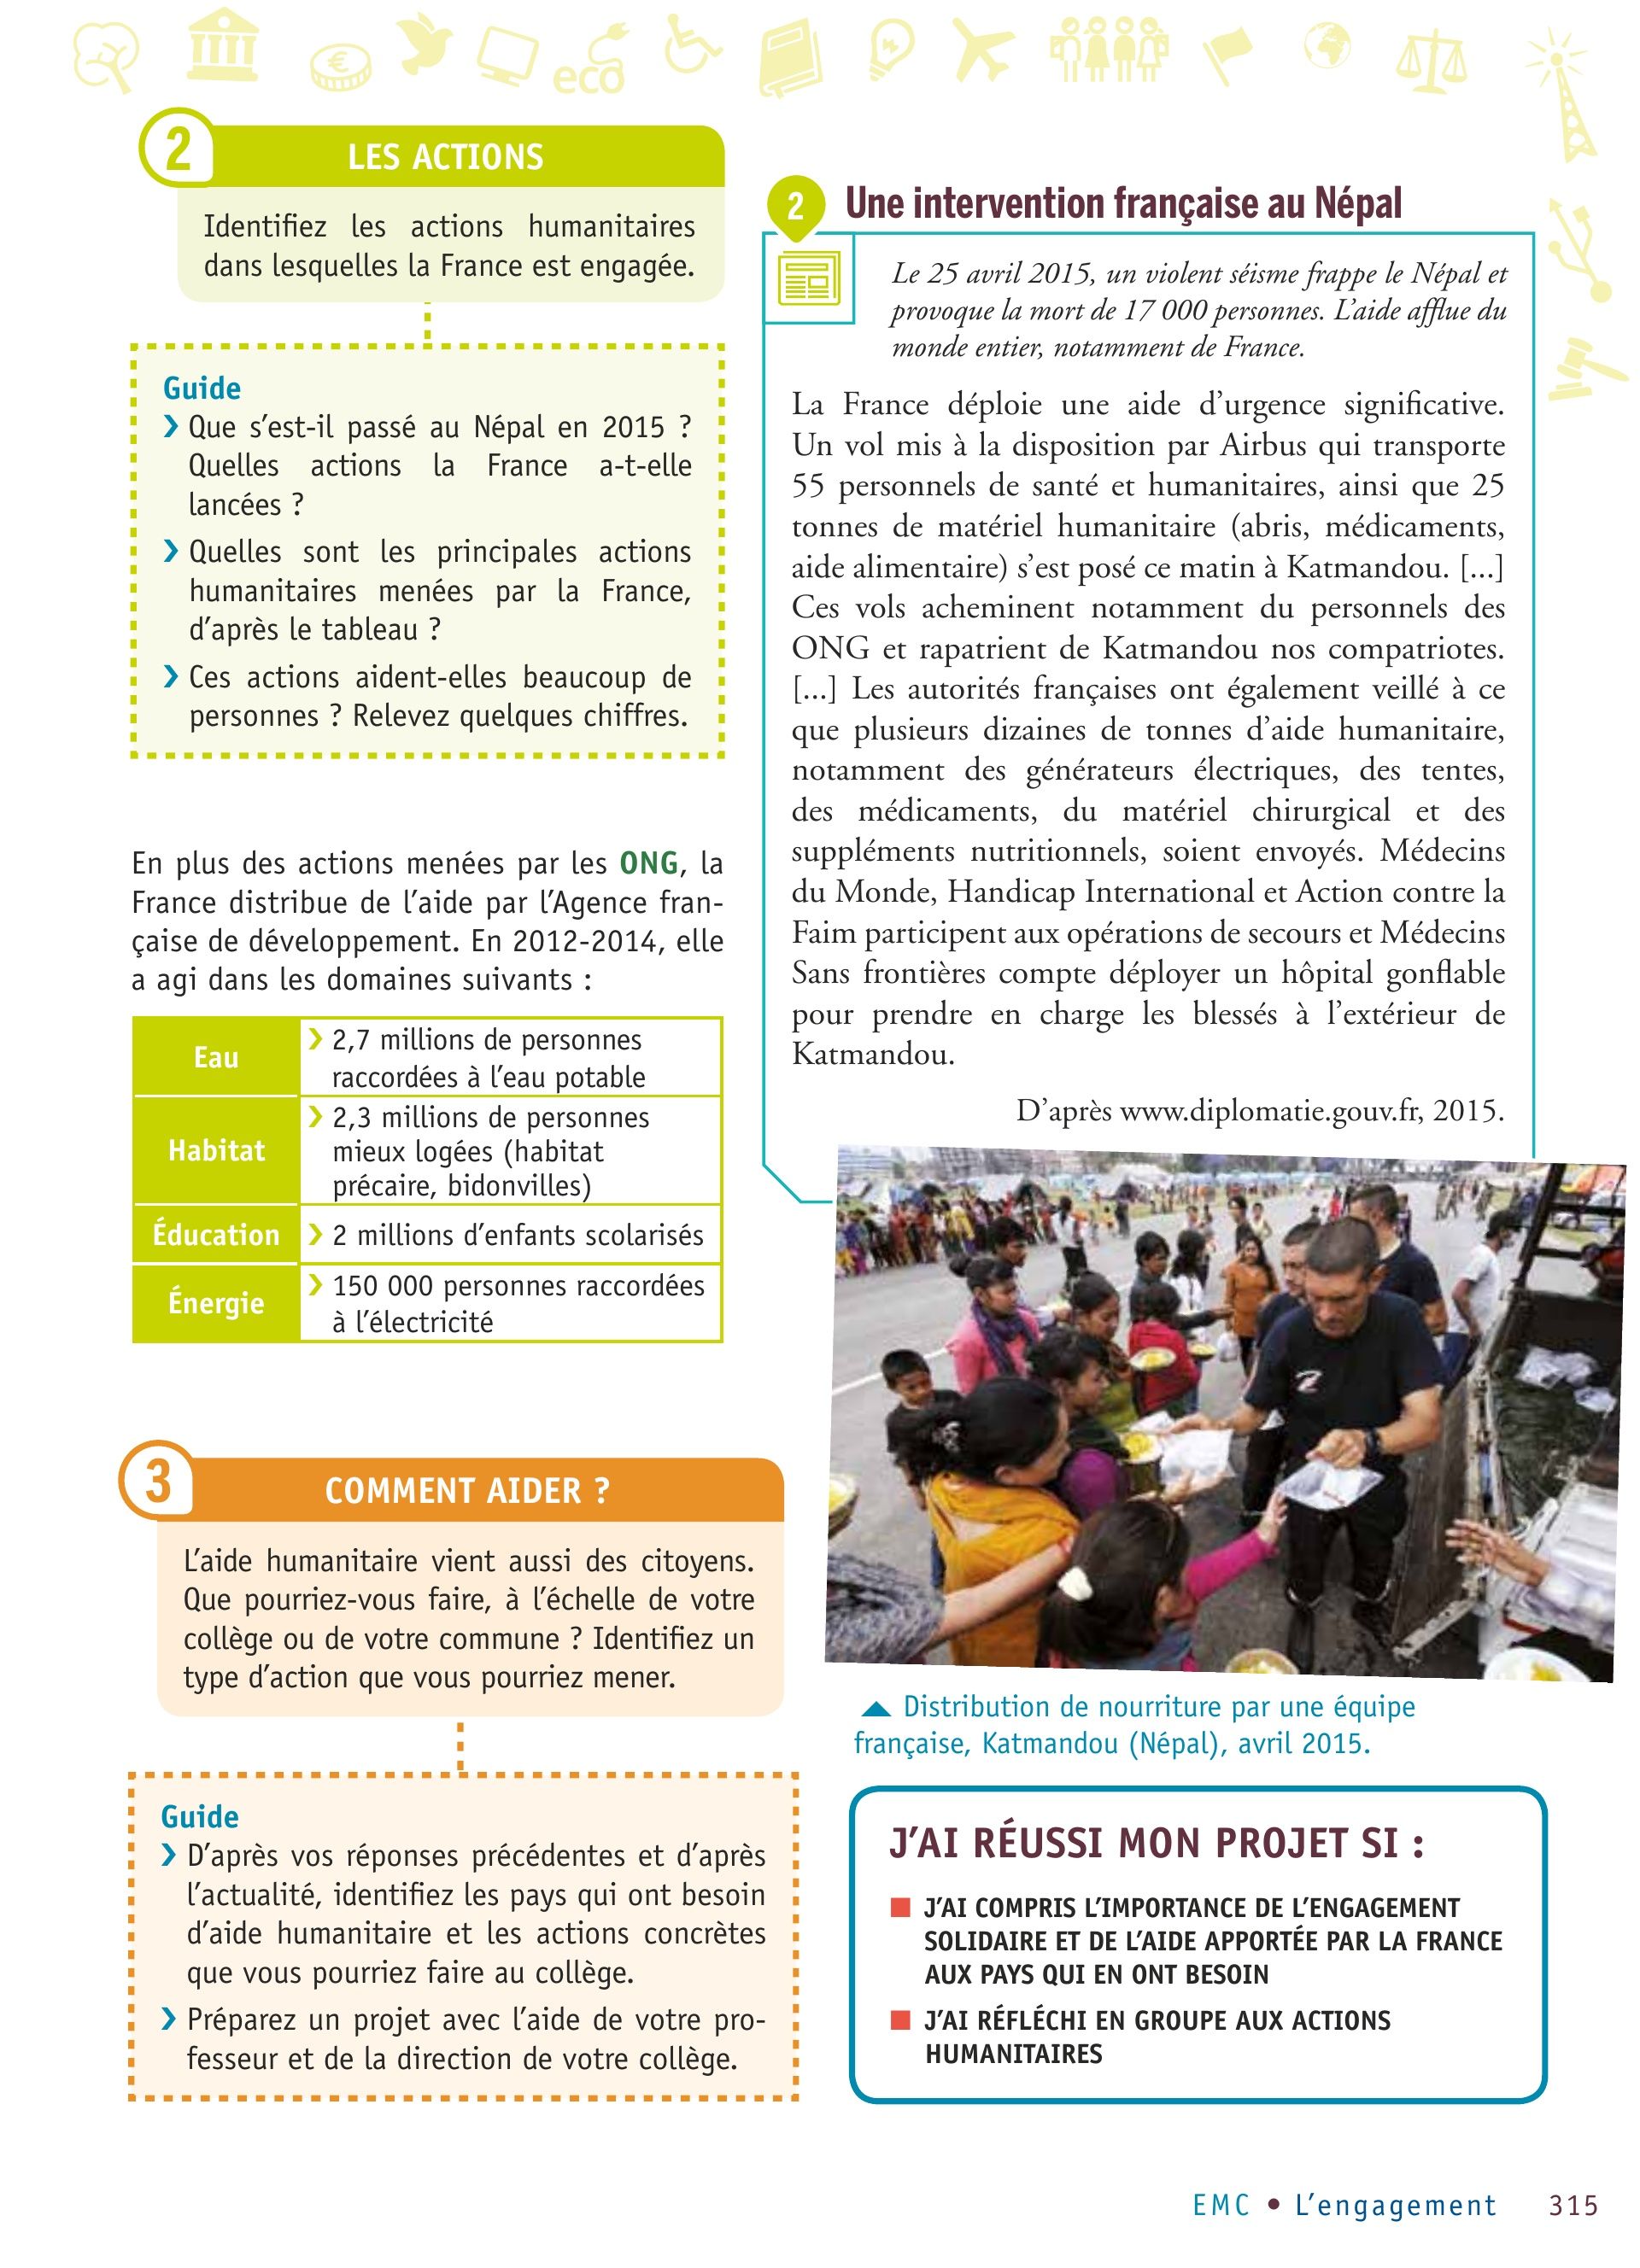 eco
2
LES ACTIONS
Identifiez les actions humanitaires
dans lesquelles la France est engagée.
Guide
› Que s'est-il passé au Népal en 2015 ?
Quelles actions la France a-t-elle
lancées ?
› Quelles sont les principales actions
humanitaires menées par la France,
d'après le tableau ?
› Ces actions aident-elles beaucoup de
personnes ? Relevez quelques chiffres.
En plus des actions menées par les ONG, la
France distribue de l'aide par l'Agence fran-
çaise de développement. En 2012-2014, elle
a agi dans les domaines suivants :
Eau
› 2,7 millions de personnes
raccordées à l'eau potable
Habitat
› 2,3 millions de personnes
mieux logées (habitat
précaire, bidonvilles)
Éducation
› 2 millions d'enfants scolarisés
Énergie
› 150 000 personnes raccordées
à l'électricité
3
COMMENT AIDER ?
L'aide humanitaire vient aussi des citoyens.
Que pourriez-vous faire, à l'échelle de votre
collège ou de votre commune ? Identifiez un
type d'action que vous pourriez mener.
Guide
› D'après vos réponses précédentes et d'après
l'actualité, identifiez les pays qui ont besoin
d'aide humanitaire et les actions concrètes
que vous pourriez faire au collège.
› Préparez un projet avec l'aide de votre pro-
fesseur et de la direction de votre collège.
2
Une intervention française au Népal
Le 25 avril 2015, un violent séisme frappe le Népal et
provoque la mort de 17 000 personnes. L'aide afflue du
monde entier, notamment de France.
La France déploie une aide d'urgence significative.
Un vol mis à la disposition par Airbus qui transporte
55 personnels de santé et humanitaires, ainsi que 25
tonnes de matériel humanitaire (abris, médicaments,
aide alimentaire) s'est posé ce matin à Katmandou. [...]
Ces vols acheminent notamment du personnels des
ONG et rapatrient de Katmandou nos compatriotes.
[...] Les autorités françaises ont également veillé à ce
que plusieurs dizaines de tonnes d'aide humanitaire,
notamment des générateurs électriques, des tentes,
des médicaments, du matériel chirurgical et des
suppléments nutritionnels, soient envoyés. Médecins
du Monde, Handicap International et Action contre la
Faim participent aux opérations de secours et Médecins
Sans frontières compte déployer un hôpital gonflable
pour prendre en charge les blessés à l'extérieur de
Katmandou.
D'après www.diplomatie.gouv.fr, 2015.
Distribution de nourriture par une équipe
française, Katmandou (Népal), avril 2015.
J'AI RÉUSSI MON PROJET SI :
■ J'AI COMPRIS L'IMPORTANCE DE L'ENGAGEMENT
SOLIDAIRE ET DE L'AIDE APPORTÉE PAR LA FRANCE
AUX PAYS QUI EN ONT BESOIN
■ J'AI RÉFLÉCHI EN GROUPE AUX ACTIONS
HUMANITAIRES
EMC • L'engagement 315